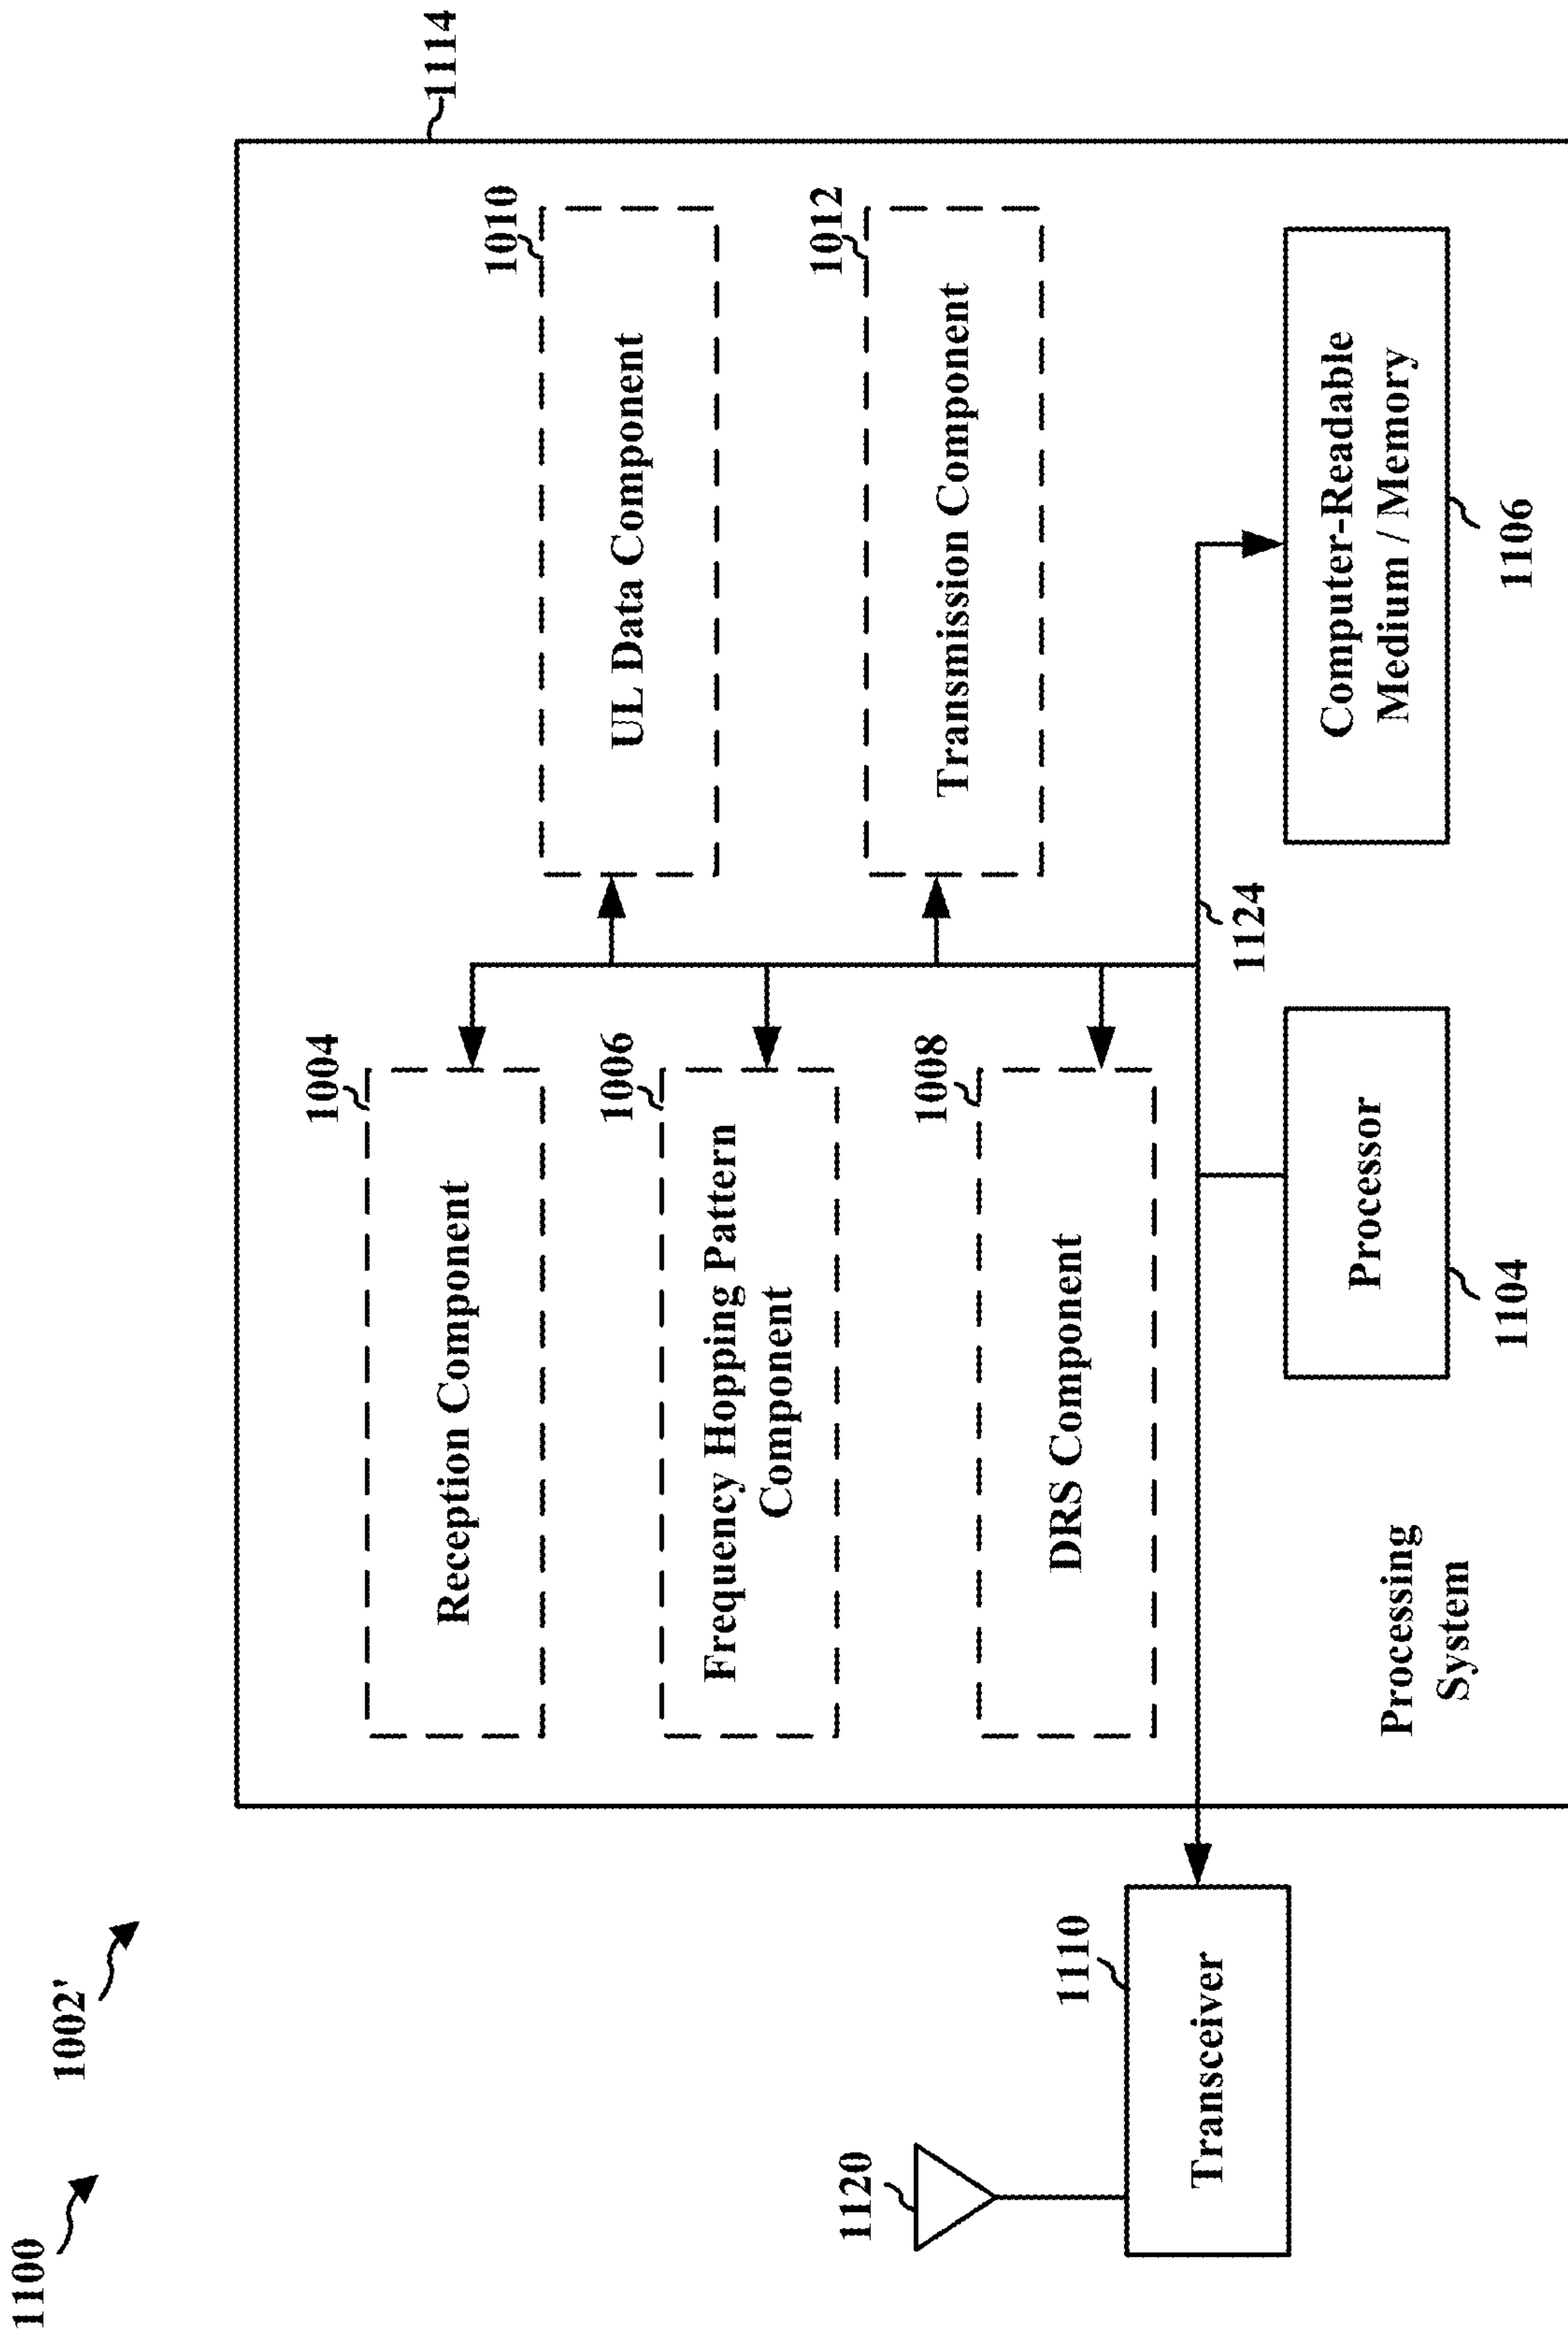 1100
1002'
1114
1004
Reception Component
1010
UL Data Component
1006
Frequency Hopping Pattern
Component
1012
Transmission Component
1008
DRS Component
1120
1110
Transceiver
1124
Processor
1104
Computer-Readable
Medium / Memory
1106
Processing
System